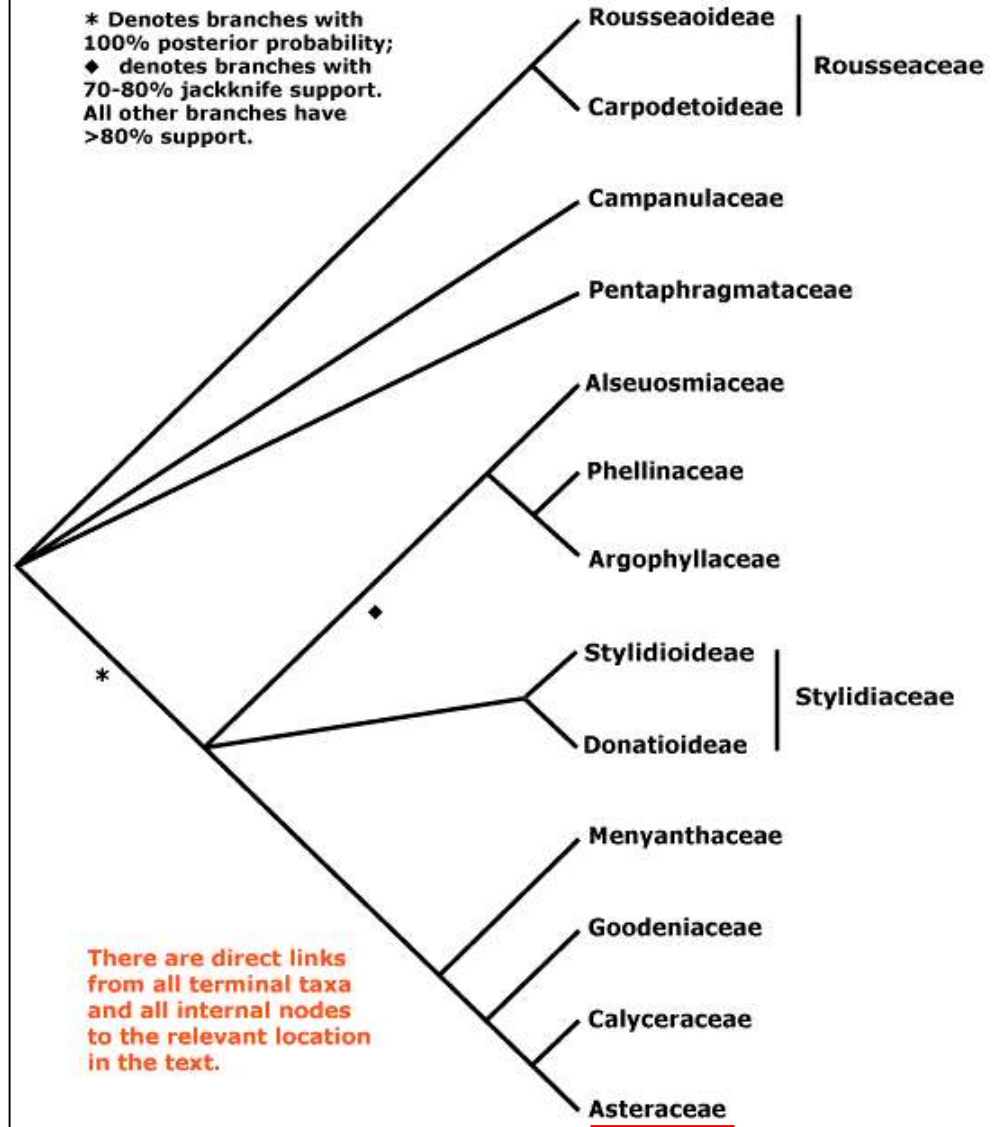 * Denotes branches with
100% posterior probability;
◆ denotes branches with
70-80% jackknife support.
All other branches have
>80% support.
Rousseaoideae
Rousseaceae
Carpodetoideae
Campanulaceae
Pentaphragmataceae
Alseuosmiaceae
Phellinaceae
Argophyllaceae
◆
Stylidioideae
*
Stylidiaceae
Donatioideae
Menyanthaceae
Goodeniaceae
There are direct links
from all terminal taxa
and all internal nodes
to the relevant location
in the text.
Calyceraceae
Asteraceae